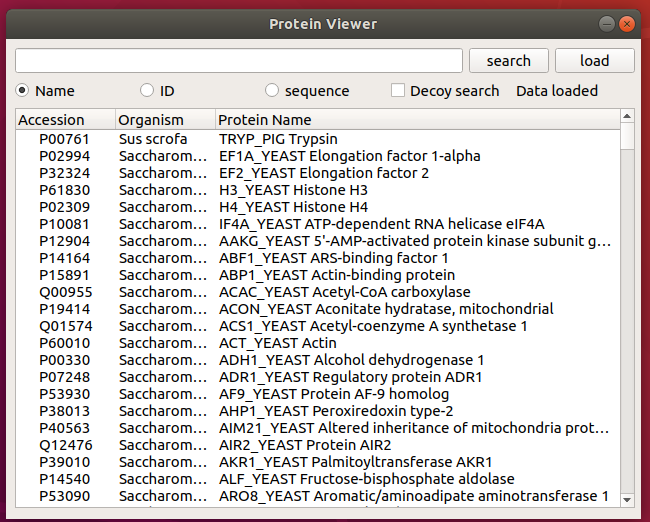 Protein Viewer
search load
Name ID sequence Decoy search Data loaded
Accession Organism Protein Name
P00761 Sus scrofa TRYP_PIG Trypsin
P02994 Saccharom... EF1A_YEAST Elongation factor 1-alpha
P32324 Saccharom... EF2_YEAST Elongation factor 2
P61830 Saccharom... H3_YEAST Histone H3
P02309 Saccharom... H4_YEAST Histone H4
P10081 Saccharom... IF4A_YEAST ATP-dependent RNA helicase eIF4A
P12904 Saccharom... AAKG_YEAST 5'-AMP-activated protein kinase subunit g...
P14164 Saccharom... ABF1_YEAST ARS-binding factor 1
P15891 Saccharom... ABP1_YEAST Actin-binding protein
Q00955 Saccharom... ACAC_YEAST Acetyl-CoA carboxylase
P19414 Saccharom... ACON_YEAST Aconitate hydratase, mitochondrial
Q01574 Saccharom... ACS1_YEAST Acetyl-coenzyme A synthetase 1
P60010 Saccharom... ACT_YEAST Actin
P00330 Saccharom... ADH1_YEAST Alcohol dehydrogenase 1
P07248 Saccharom... ADR1_YEAST Regulatory protein ADR1
P53930 Saccharom... AF9_YEAST Protein AF-9 homolog
P38013 Saccharom... AHP1_YEAST Peroxiredoxin type-2
P40563 Saccharom... AIM21_YEAST Altered inheritance of mitochondria prot...
Q12476 Saccharom... AIR2_YEAST Protein AIR2
P39010 Saccharom... AKR1_YEAST Palmitoyltransferase AKR1
P14540 Saccharom... ALF_YEAST Fructose-bisphosphate aldolase
P53090 Saccharom... ARO8_YEAST Aromatic/aminoadipate aminotransferase 1